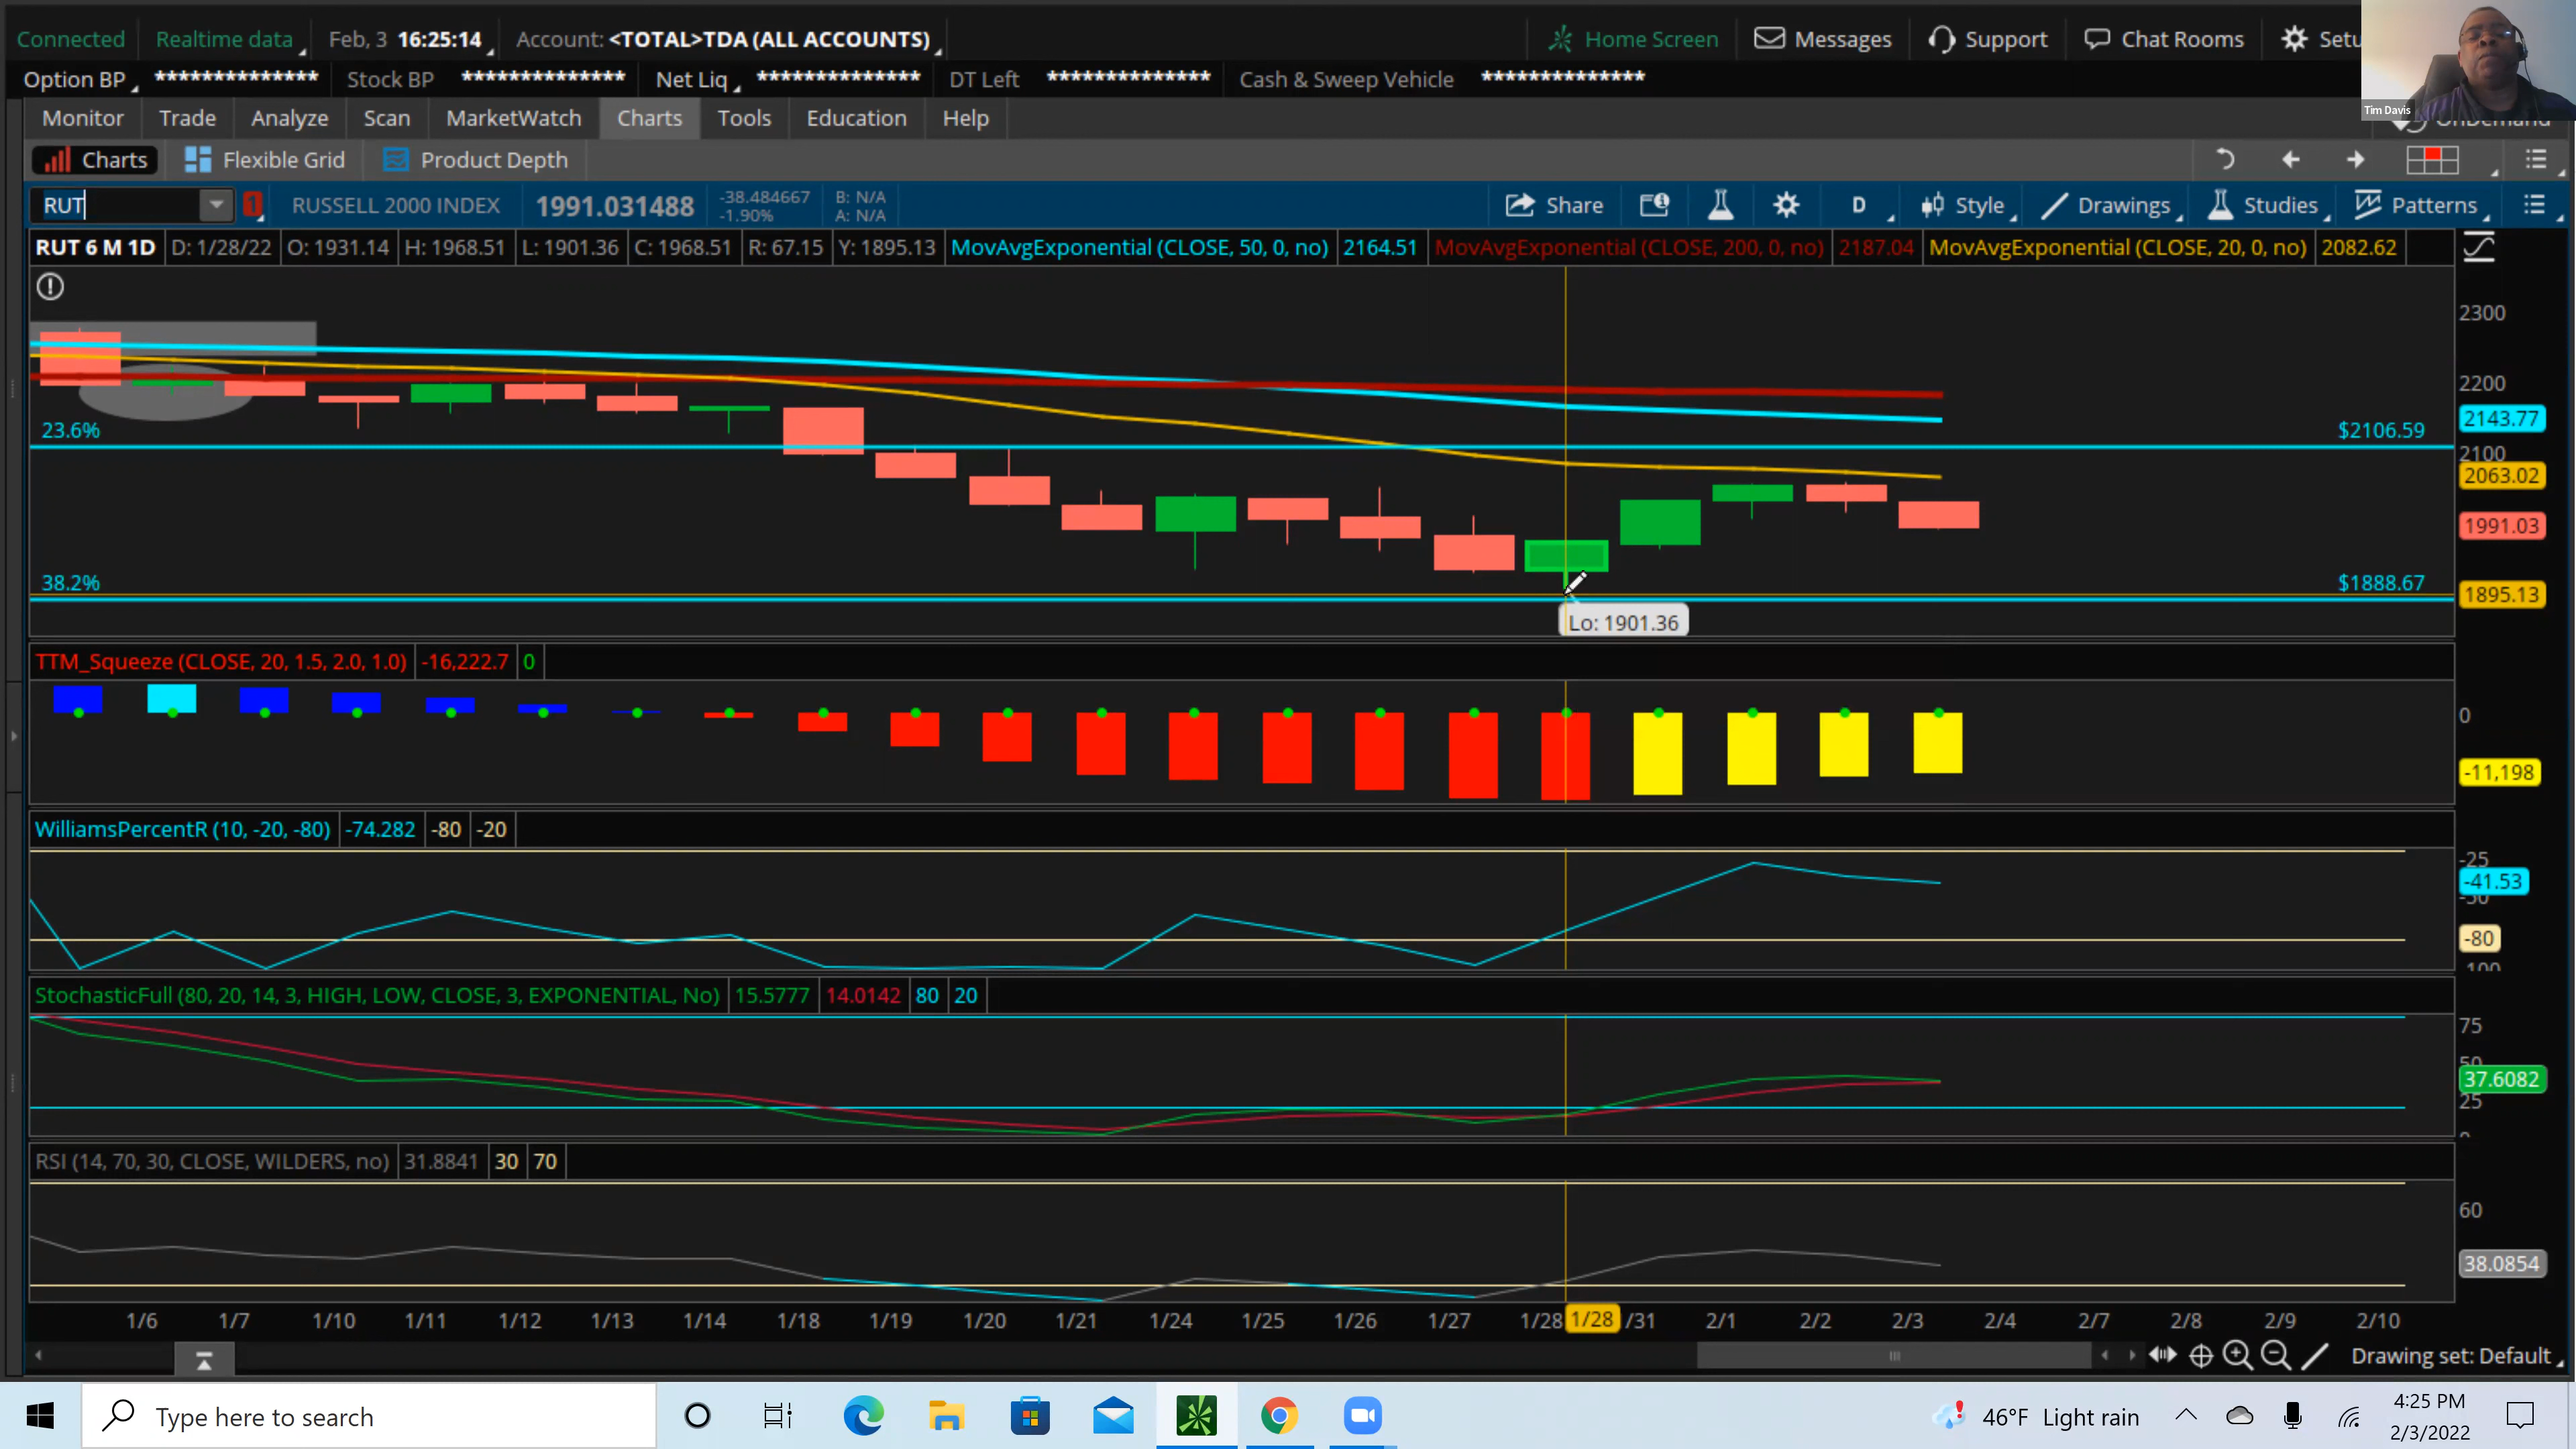 Connected Realtime data Feb, 3 16:25:14 Account: <TOTAL>TDA (ALL ACCOUNTS) Home Screen Messages Support Chat Rooms Setu
Option BP ************** Stock BP ************** Net Liq ************** DT Left ************** Cash & Sweep Vehicle **************
Tim Davis
Monitor Trade Analyze Scan MarketWatch Charts Tools Education Help OnDemand
Charts Flexible Grid Product Depth
RUT 1 RUSSELL 2000 INDEX 1991.031488 -38.484667 B: N/A
-1.90% A: N/A
Share D Style Drawings Studies Patterns
RUT 6 M 1D D: 1/28/22 O: 1931.14 H: 1968.51 L: 1901.36 C: 1968.51 R: 67.15 Y: 1895.13 MovAvgExponential (CLOSE, 50, 0, no) 2164.51 MovAvgExponential (CLOSE, 200, 0, no) 2187.04 MovAvgExponential (CLOSE, 20, 0, no) 2082.62
2300
2200
2143.77
23.6% $2106.59
2100
2063.02
1991.03
38.2% $1888.67
1895.13
Lo: 1901.36
TTM_Squeeze (CLOSE, 20, 1.5, 2.0, 1.0) -16,222.7 0
0
-11,198
WilliamsPercentR (10, -20, -80) -74.282 -80 -20
-25
-41.53
-50
-80
-100
StochasticFull (80, 20, 14, 3, HIGH, LOW, CLOSE, 3, EXPONENTIAL, No) 15.5777 14.0142 80 20
75
50
37.6082
25
0
RSI (14, 70, 30, CLOSE, WILDERS, no) 31.8841 30 70
60
38.0854
1/6 1/7 1/10 1/11 1/12 1/13 1/14 1/18 1/19 1/20 1/21 1/24 1/25 1/26 1/27 1/28 1/28 /31 2/1 2/2 2/3 2/4 2/7 2/8 2/9 2/10
Drawing set: Default
Type here to search 46°F Light rain 4:25 PM
2/3/2022